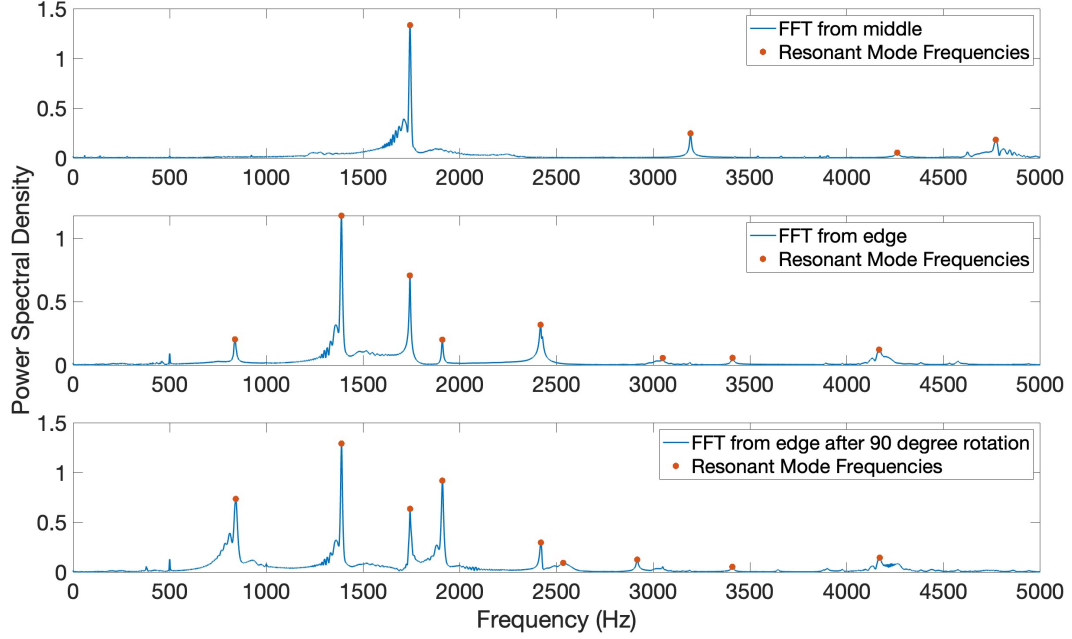 Power Spectral Density
1.5
1
0.5
0
FFT from middle
Resonant Mode Frequencies
0 500 1000 1500 2000 2500 3000 3500 4000 4500 5000
1
0.5
0
FFT from edge
Resonant Mode Frequencies
0 500 1000 1500 2000 2500 3000 3500 4000 4500 5000
1.5
1
0.5
0
FFT from edge after 90 degree rotation
Resonant Mode Frequencies
0 500 1000 1500 2000 2500 3000 3500 4000 4500 5000
Frequency (Hz)